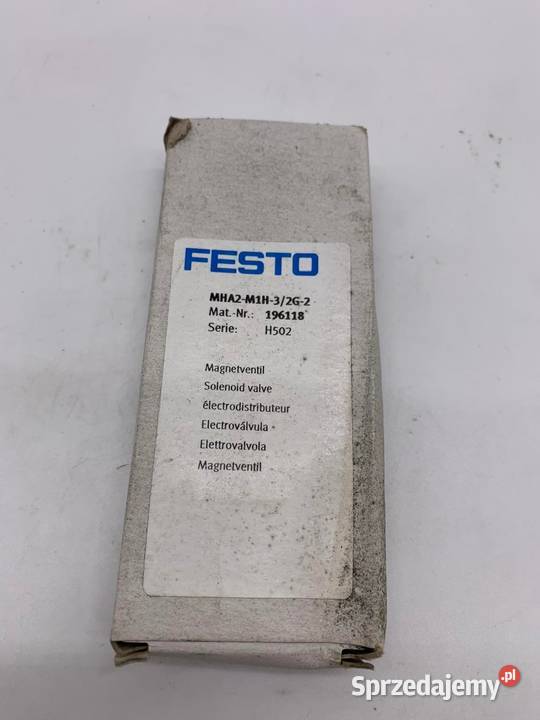 FESTO
MHA2-M1H-3/2G-2
Mat.-Nr.: 196118
Serie: H502
Magnetventil
Solenoid valve
électrodistributeur
Electroválvula
Elettrovalvola
Magnetventil
Sprzedajemy.pl